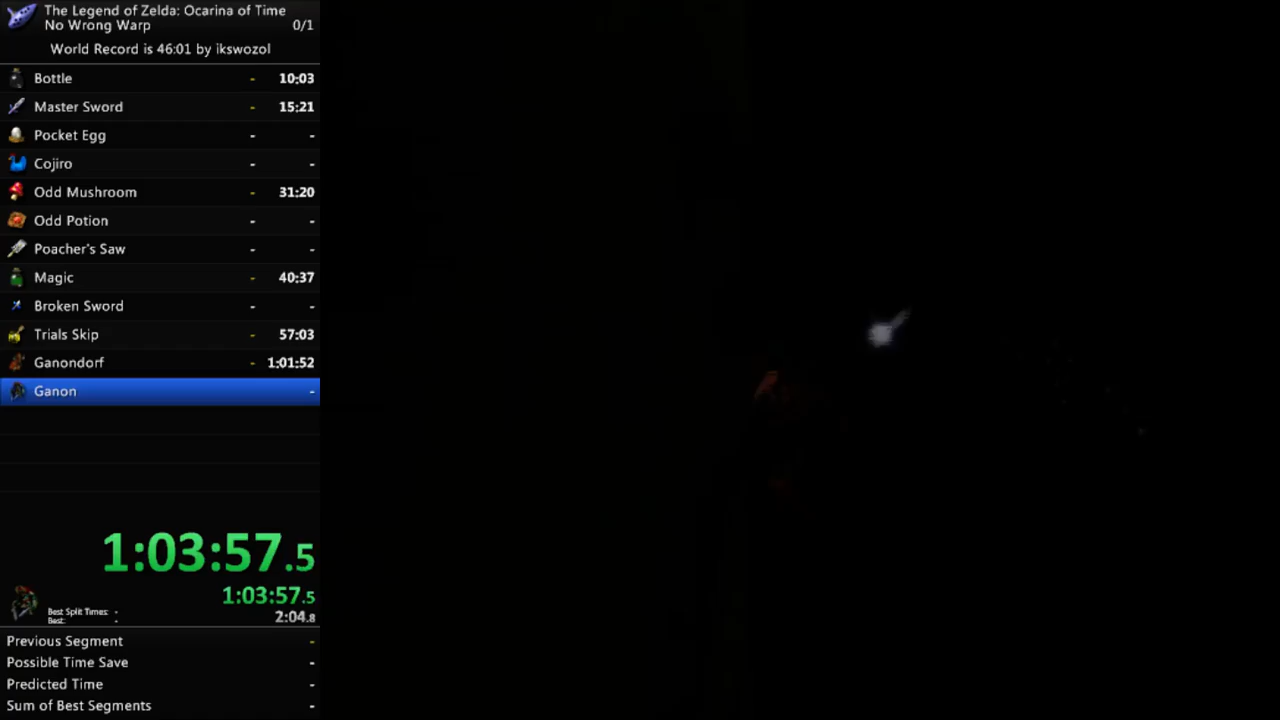 The Legend of Zelda: Ocarina of Time
No Wrong Warp 0/1
World Record is 46:01 by ikswozol
Bottle - 10:03
Master Sword - 15:21
Pocket Egg - -
Cojiro - -
Odd Mushroom - 31:20
Odd Potion - -
Poacher's Saw - -
Magic - 40:37
Broken Sword - -
Trials Skip - 57:03
Ganondorf - 1:01:52
Ganon -
1:03:57.5
1:03:57.5
Best Split Times: -
Best: -
2:04.8
Previous Segment -
Possible Time Save -
Predicted Time -
Sum of Best Segments -